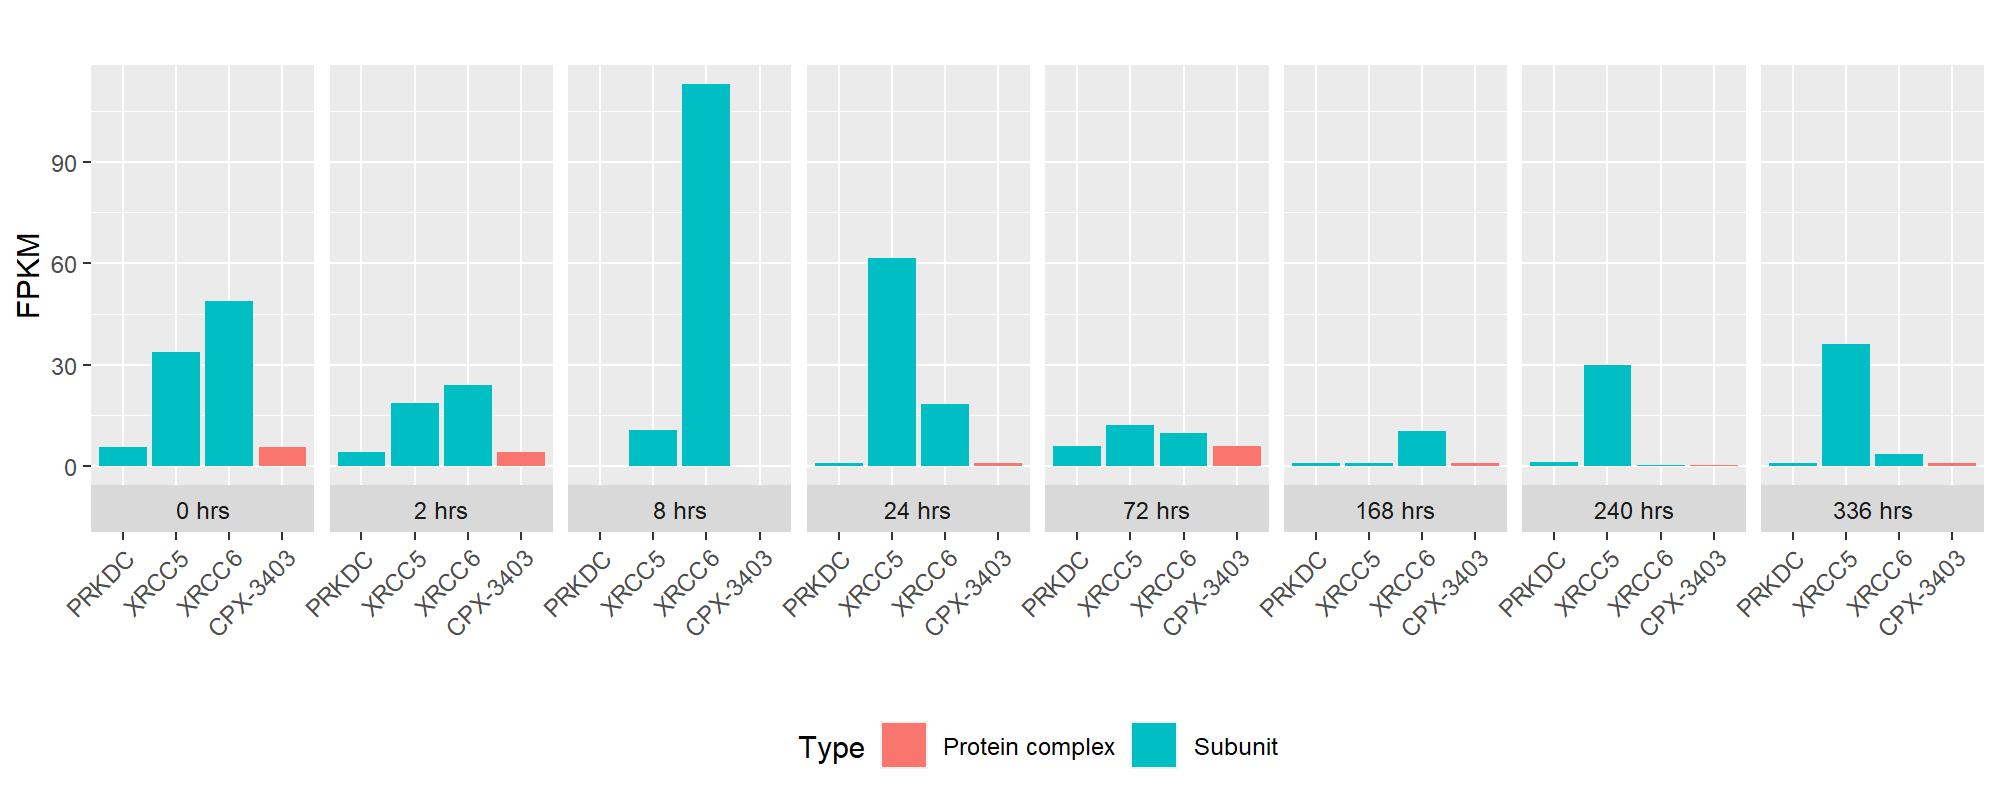 FPKM
90
60
30
0
0 hrs 2 hrs 8 hrs 24 hrs 72 hrs 168 hrs 240 hrs 336 hrs
PRKDC XRCC5 XRCC6 CPX-3403 PRKDC XRCC5 XRCC6 CPX-3403 PRKDC XRCC5 XRCC6 CPX-3403 PRKDC XRCC5 XRCC6 CPX-3403 PRKDC XRCC5 XRCC6 CPX-3403 PRKDC XRCC5 XRCC6 CPX-3403 PRKDC XRCC5 XRCC6 CPX-3403 PRKDC XRCC5 XRCC6 CPX-3403
Type Protein complex Subunit